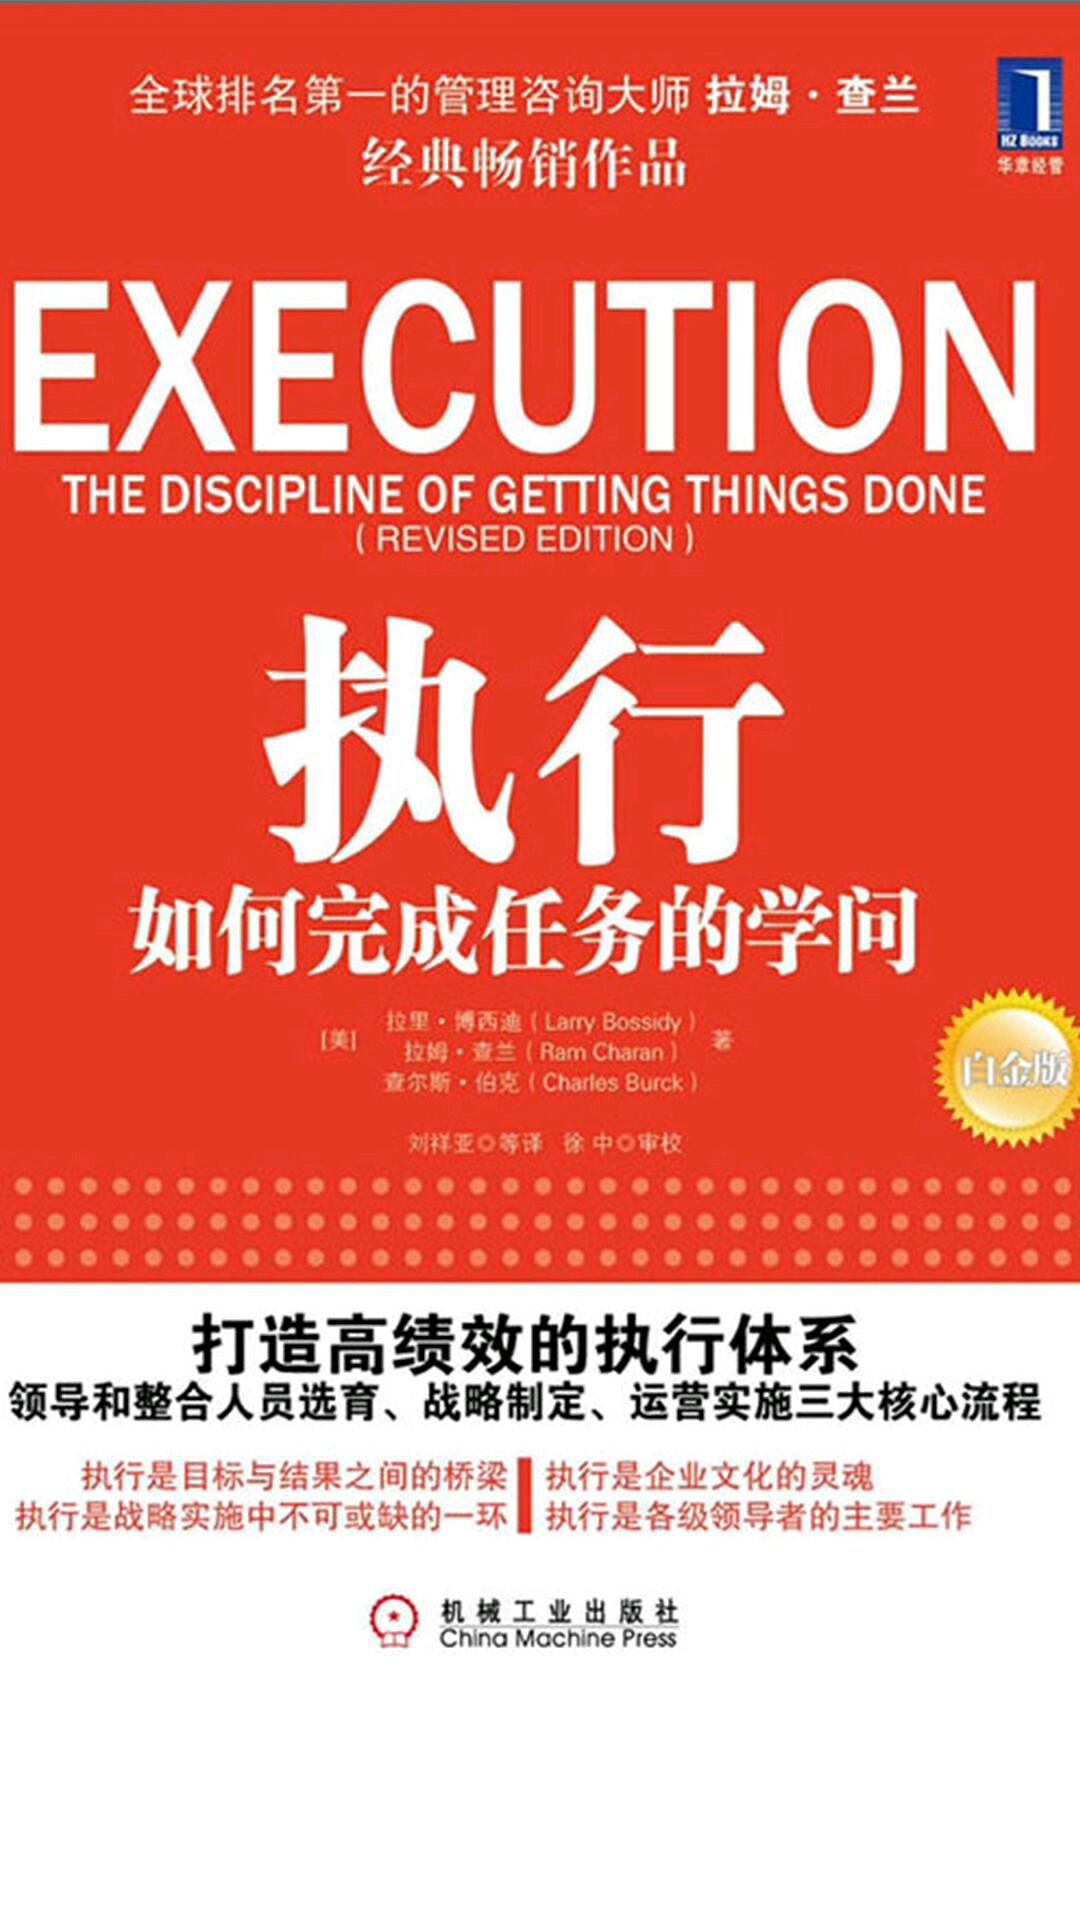 全球排名第一的管理咨询大师 拉姆·查兰
经典畅销作品
HZ BOOKS
华章经管
EXECUTION
THE DISCIPLINE OF GETTING THINGS DONE
( REVISED EDITION )
执行
如何完成任务的学问
[美] 拉里·博西迪 ( Larry Bossidy )
拉姆·查兰 ( Ram Charan ) 著
查尔斯·伯克 ( Charles Burck )
白金版
刘祥亚◎等译 徐 中◎审校
打造高绩效的执行体系
领导和整合人员选育、战略制定、运营实施三大核心流程
执行是目标与结果之间的桥梁
执行是战略实施中不可或缺的一环
执行是企业文化的灵魂
执行是各级领导者的主要工作
机械工业出版社
China Machine Press